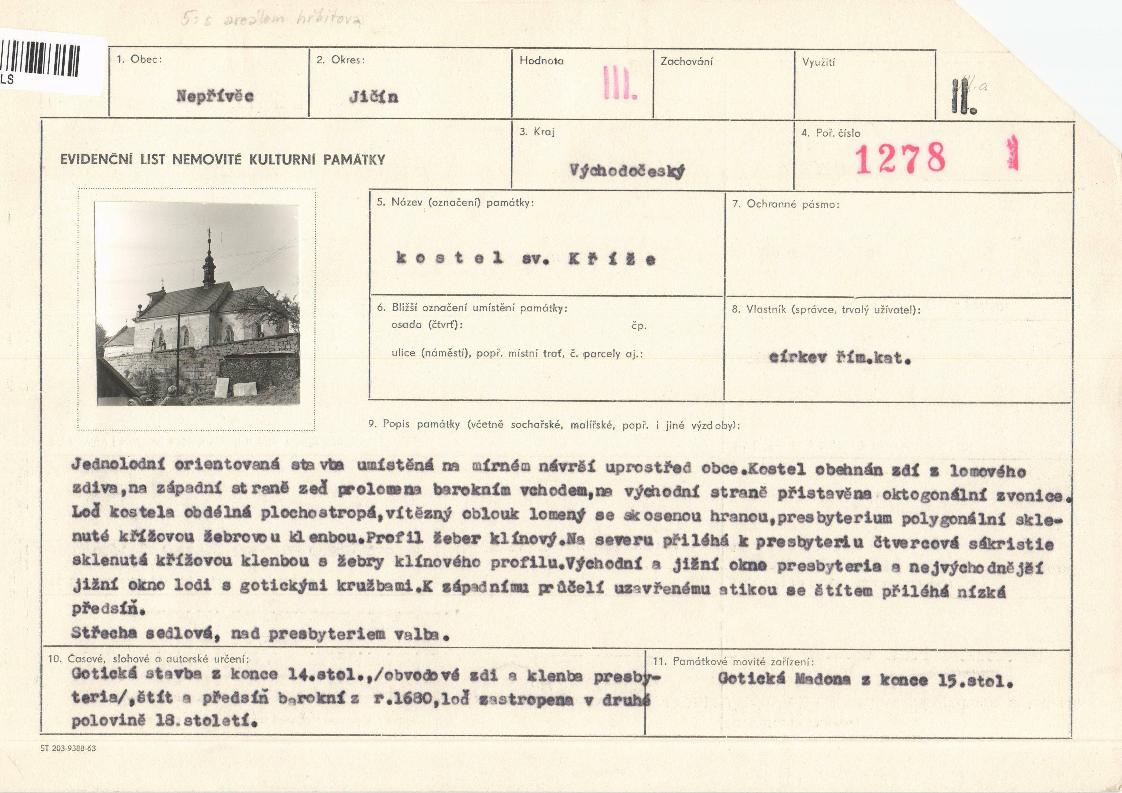 5: s areálem hřbitova
LS
1. Obec:
Nepřívěc
2. Okres:
Jičín
Hodnota
III.
Zachování
Využití
II.
EVIDENČNÍ LIST NEMOVITÉ KULTURNÍ PAMÁTKY
3. Kraj
Východočeský
4. Poř. číslo
1278 1
5. Název (označení) památky:
kostel sv. Kříže
7. Ochranné pásmo:
6. Bližší označení umístění památky:
osada (čtvrť): čp.
ulice (náměstí), popř. místní trať, č. parcely aj.:
8. Vlastník (správce, trvalý uživatel):
církev řím.kat.
9. Popis památky (včetně sochařské, malířské, popř. i jiné výzdoby):
Jednolodní orientovaná stavba umístěná na mírném návrší uprostřed obce.Kostel obehnán zdí z lomového
zdiva,na západní straně zeď prolomena barokním vchodem,na východní straně přistavěna oktogonální zvonice.
Loď kostela obdélná plochostropá,vítězný oblouk lomený se skosenou hranou,presbyterium polygonální skle-
nuté křížovou žebrovou klenbou.Profil žeber klínový.Na severu přiléhá k presbyteriu čtvercová sákristie
sklenutá křížovou klenbou s žebry klínového profilu.Východní a jižní okno presbyteria a nejvýchodnější
jižní okno lodi s gotickými kružbami.K západnímu průčelí uzavřenému atikou se štítem přiléhá nízká
předsíň.
Střecha sedlová, nad presbyteriem valba.
10. Časové, slohové a autorské určení:
Gotická stavba z konce 14.stol.,/obvodové zdi a klenba presby-
teria/,štít a předsíň barokní z r.1680,loď zastropena v druhé
polovině 18.století.
11. Památkové movité zařízení:
Gotická Madona z konce 15.stol.
ST 203-9388-63